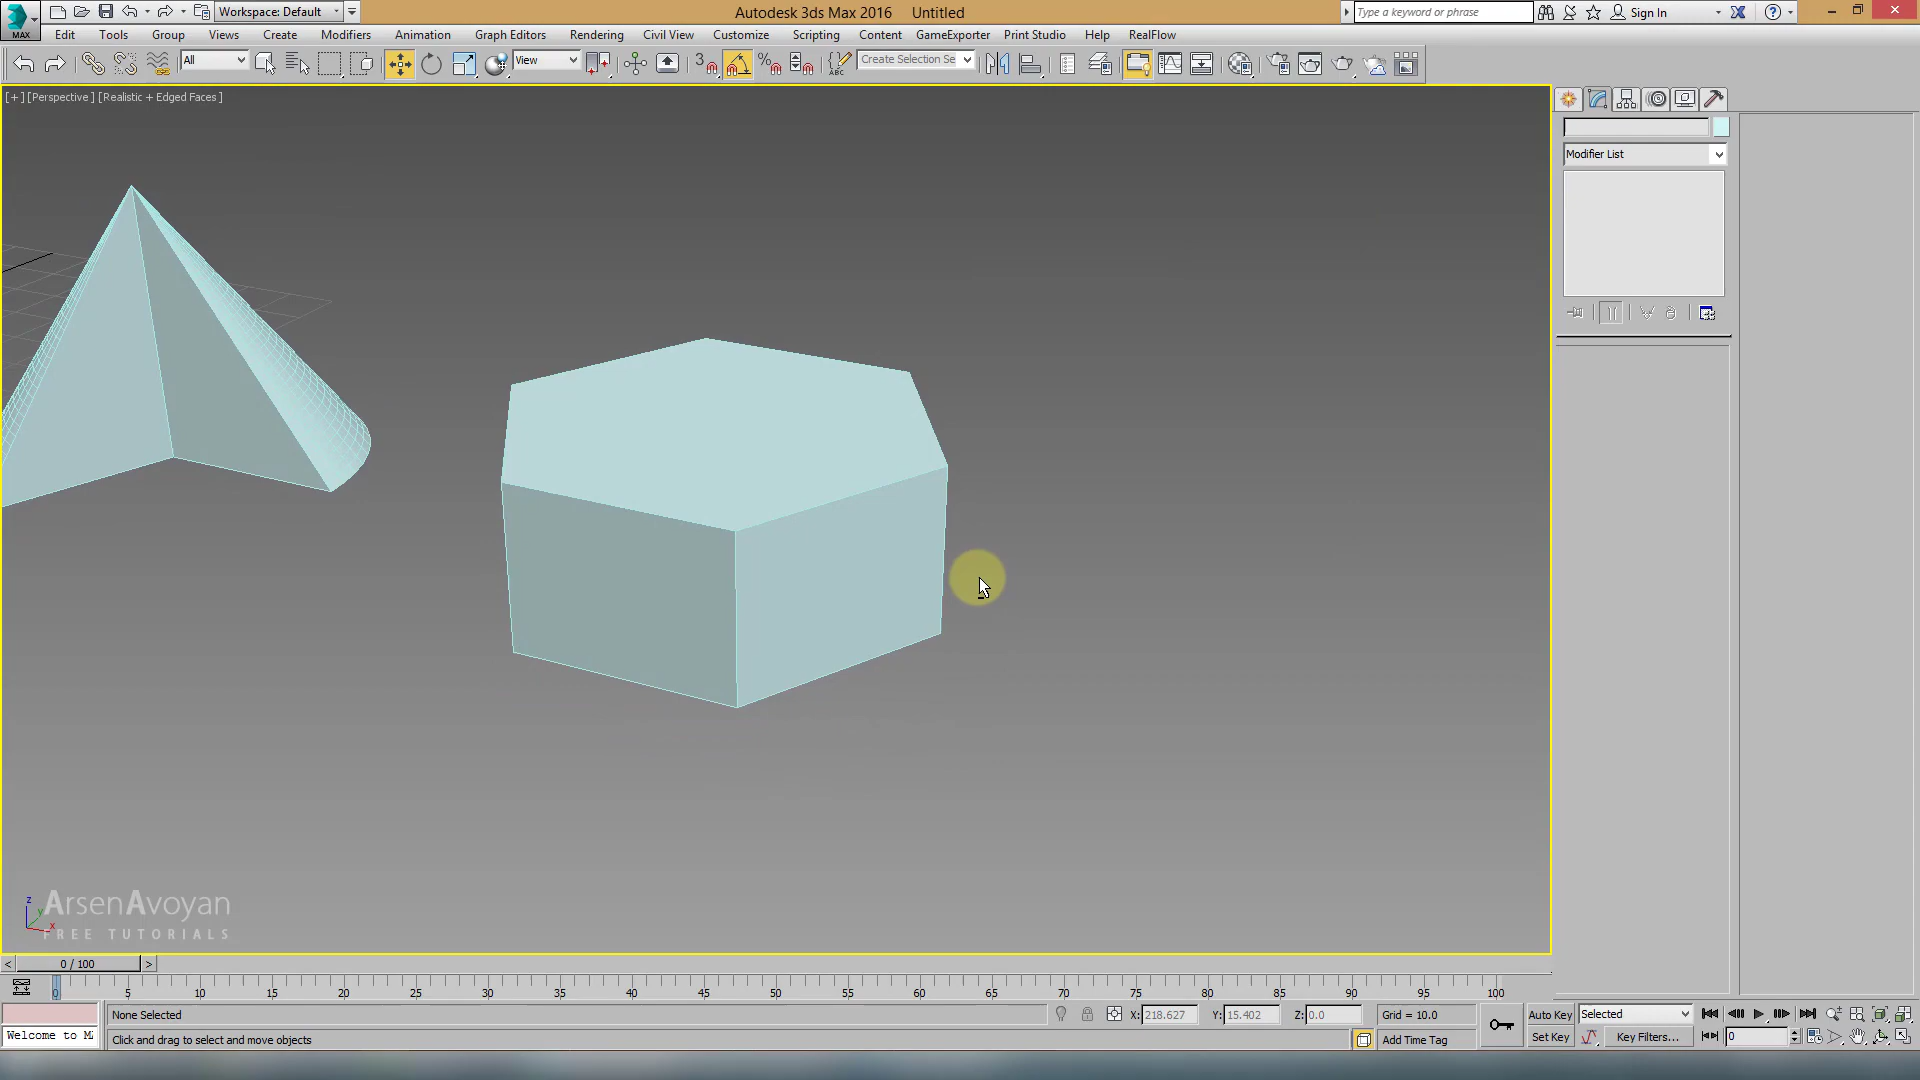 Workspace: Default
Autodesk 3ds Max 2016 Untitled
Type a keyword or phrase
Sign In
MAX
Edit Tools Group Views Create Modifiers Animation Graph Editors Rendering Civil View Customize Scripting Content GameExporter Print Studio Help RealFlow
All
View
3
%
ABC
Create Selection Se
[+] [Perspective ] [Realistic + Edged Faces ]
Modifier List
z
y
x
ArsenAvoyan
FREE TUTORIALS
< 0 / 100 >
0 5 10 15 20 25 30 35 40 45 50 55 60 65 70 75 80 85 90 95 100
None Selected
X: 218.627 Y: 15.402 Z: 0.0 Grid = 10.0
Auto Key Selected
Welcome to M
Click and drag to select and move objects
Add Time Tag
Set Key Key Filters...
0